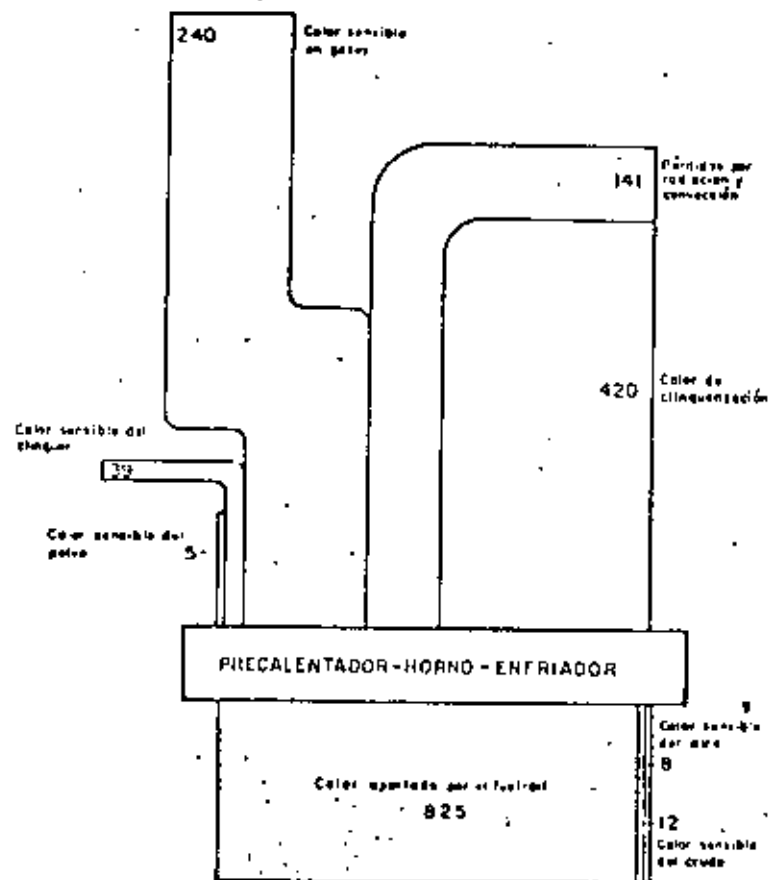 240
Calor sensible
en gases
141
Pérdidas por
radiación y
convección
420
Calor de
clinquerización
Calor sensible del
clinquer
39
Calor sensible del
polvo
5
PRECALENTADOR-HORNO-ENFRIADOR
Calor aportado por el fuel-oil
825
Calor sensible
del aire
8
12
Calor sensible
del crudo